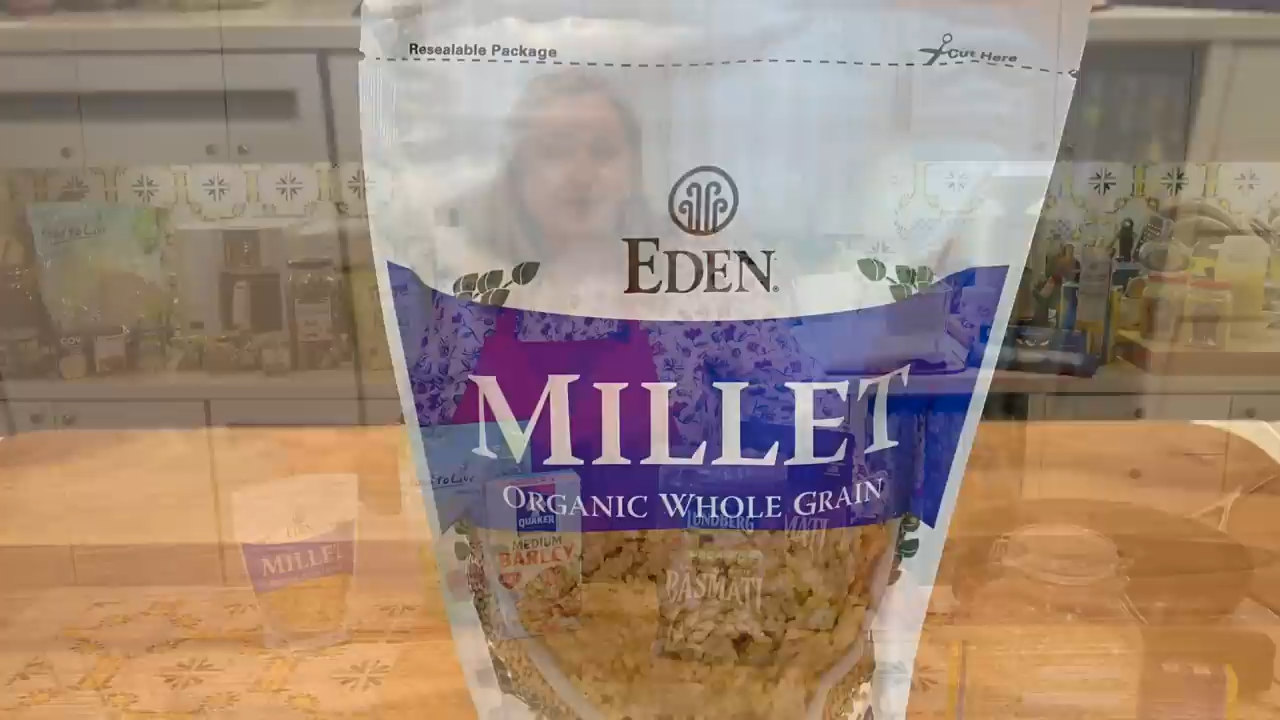 Resealable Package
Cut Here
EDEN®
MILLET
ORGANIC WHOLE GRAIN
QUAKER
MEDIUM
BARLEY
LUNDBERG
BASMATI
MILLET